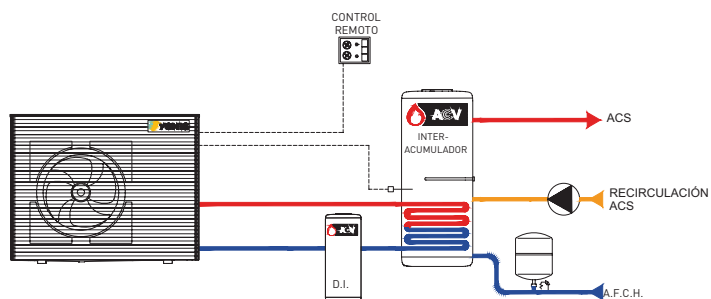 CONTROL
REMOTO
ACV
INTER-
ACUMULADOR
ACS
RECIRCULACIÓN
ACS
ACV
D.I.
A.F.C.H.